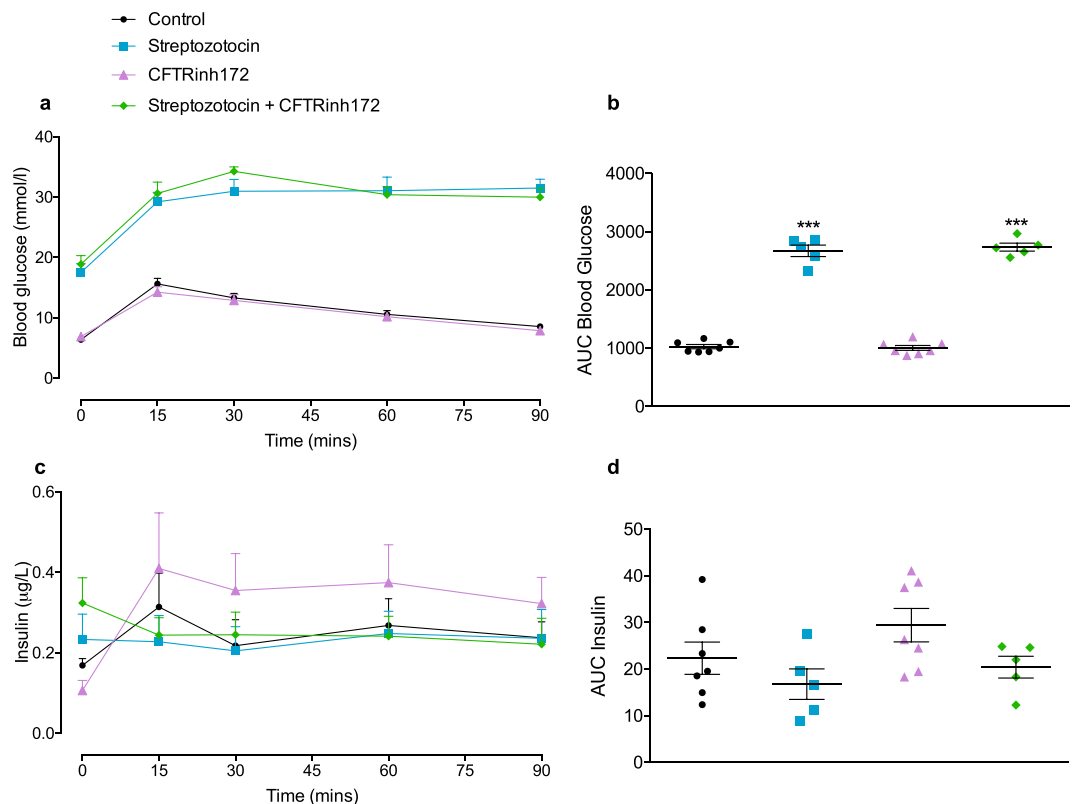 Control
Streptozotocin
CFTRinh172
Streptozotocin + CFTRinh172
a
40
30
20
10
0
Blood glucose (mmol/l)
0 15 30 45 60 75 90
Time (mins)
b
4000
3000
2000
1000
0
AUC Blood Glucose
*** ***
c
0.6
0.4
0.2
0.0
Insulin (μg/L)
0 15 30 45 60 75 90
Time (mins)
d
50
40
30
20
10
0
AUC Insulin